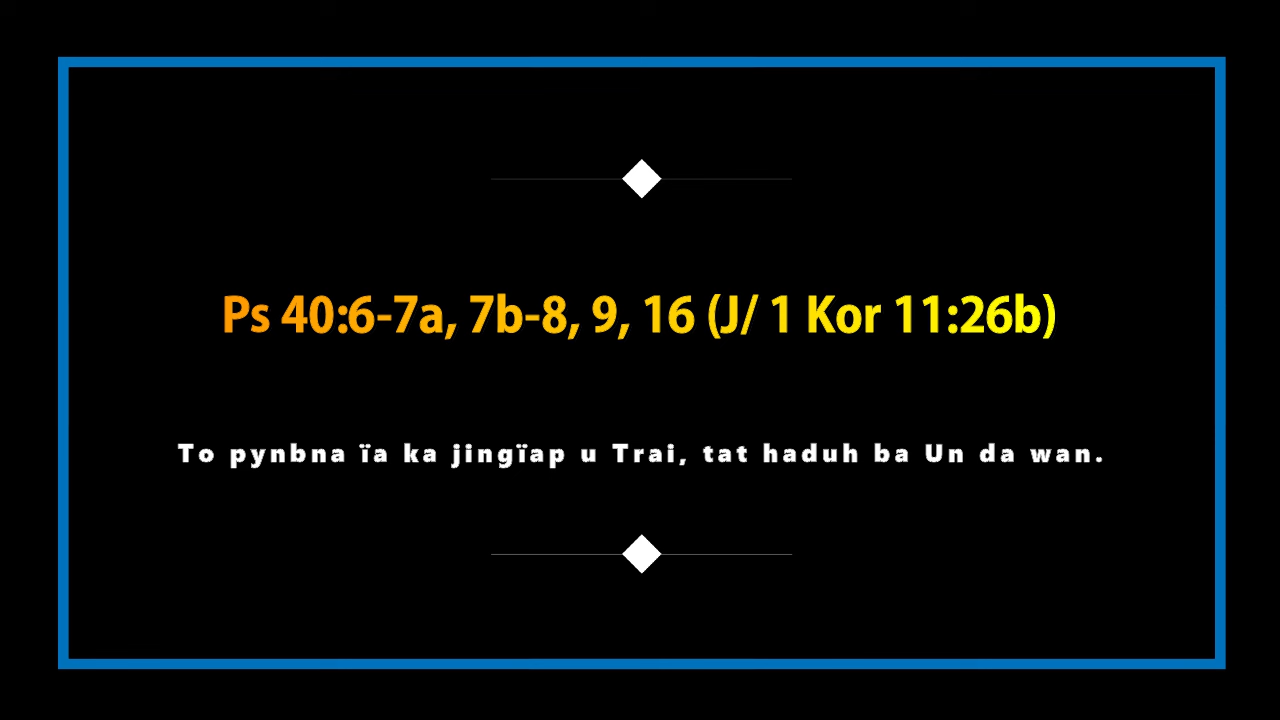 Ps 40:6-7a, 7b-8, 9, 16 (J/ 1 Kor 11:26b)
To pynbna ïa ka jingïap u Trai, tat haduh ba Un da wan.